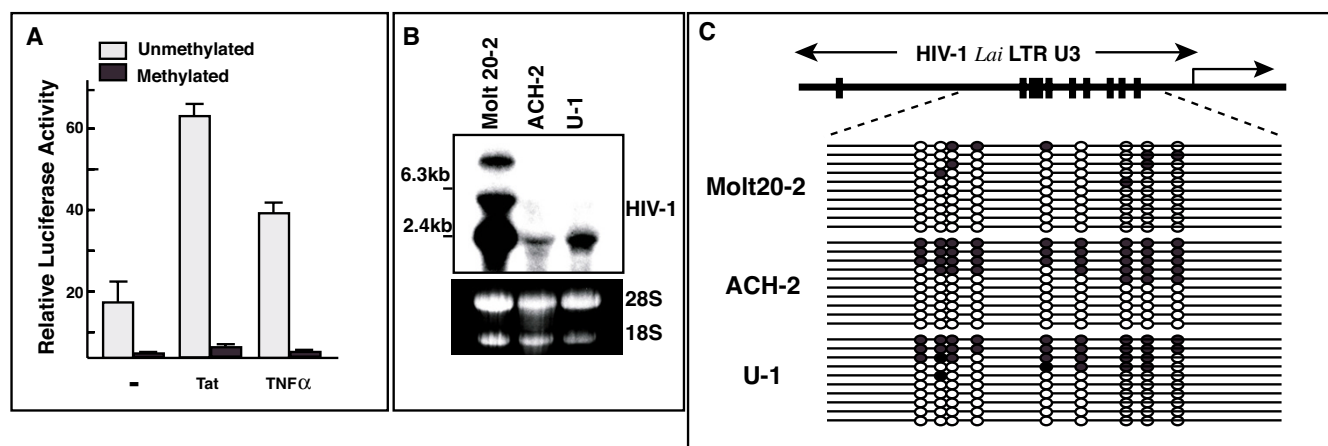 A
Unmethylated
Methylated
Relative Luciferase Activity
60
40
20
-
Tat
TNFα
B
Molt 20-2
ACH-2
U-1
6.3kb
2.4kb
HIV-1
28S
18S
C
HIV-1 Lai LTR U3
Molt20-2
ACH-2
U-1